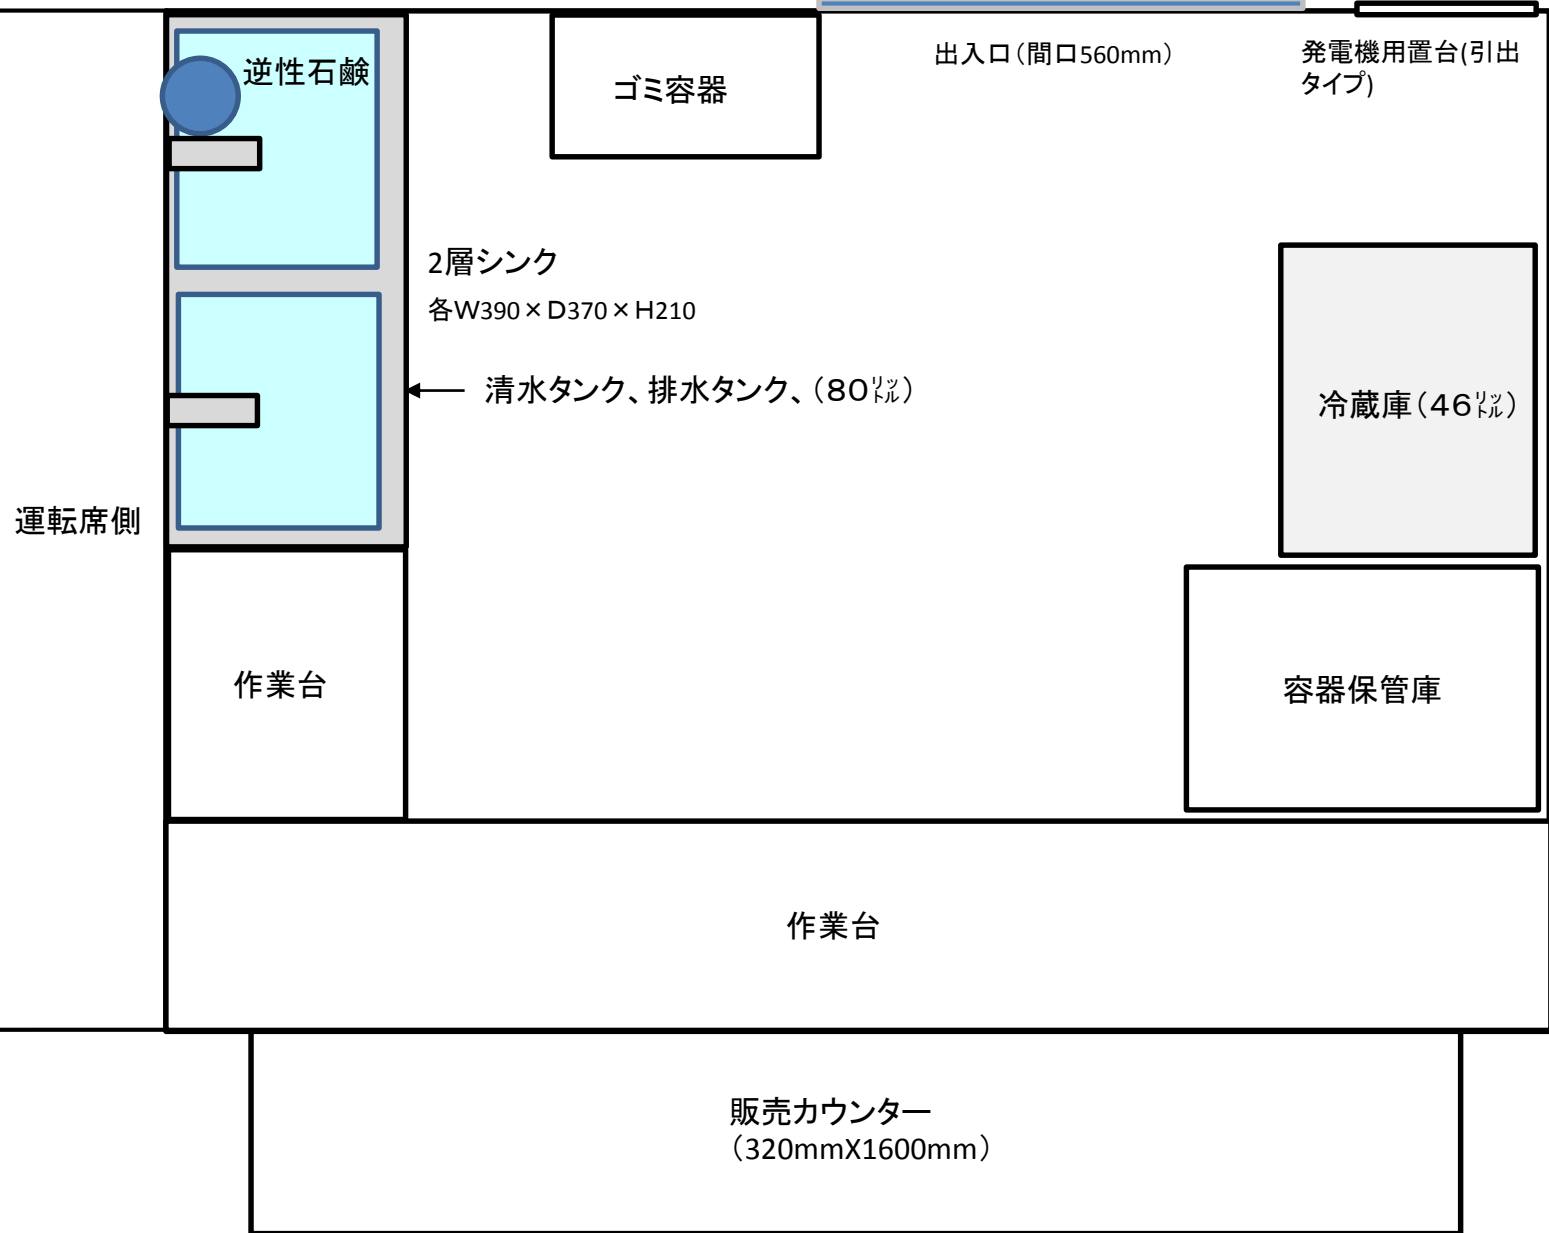 出入口（間口560mm）
発電機用置台(引出
タイプ)
逆性石鹸
ゴミ容器
2層シンク
各W390×D370×H210
清水タンク、排水タンク、（80㍑）
冷蔵庫（46㍑）
運転席側
作業台
容器保管庫
作業台
販売カウンター
（320mmX1600mm）